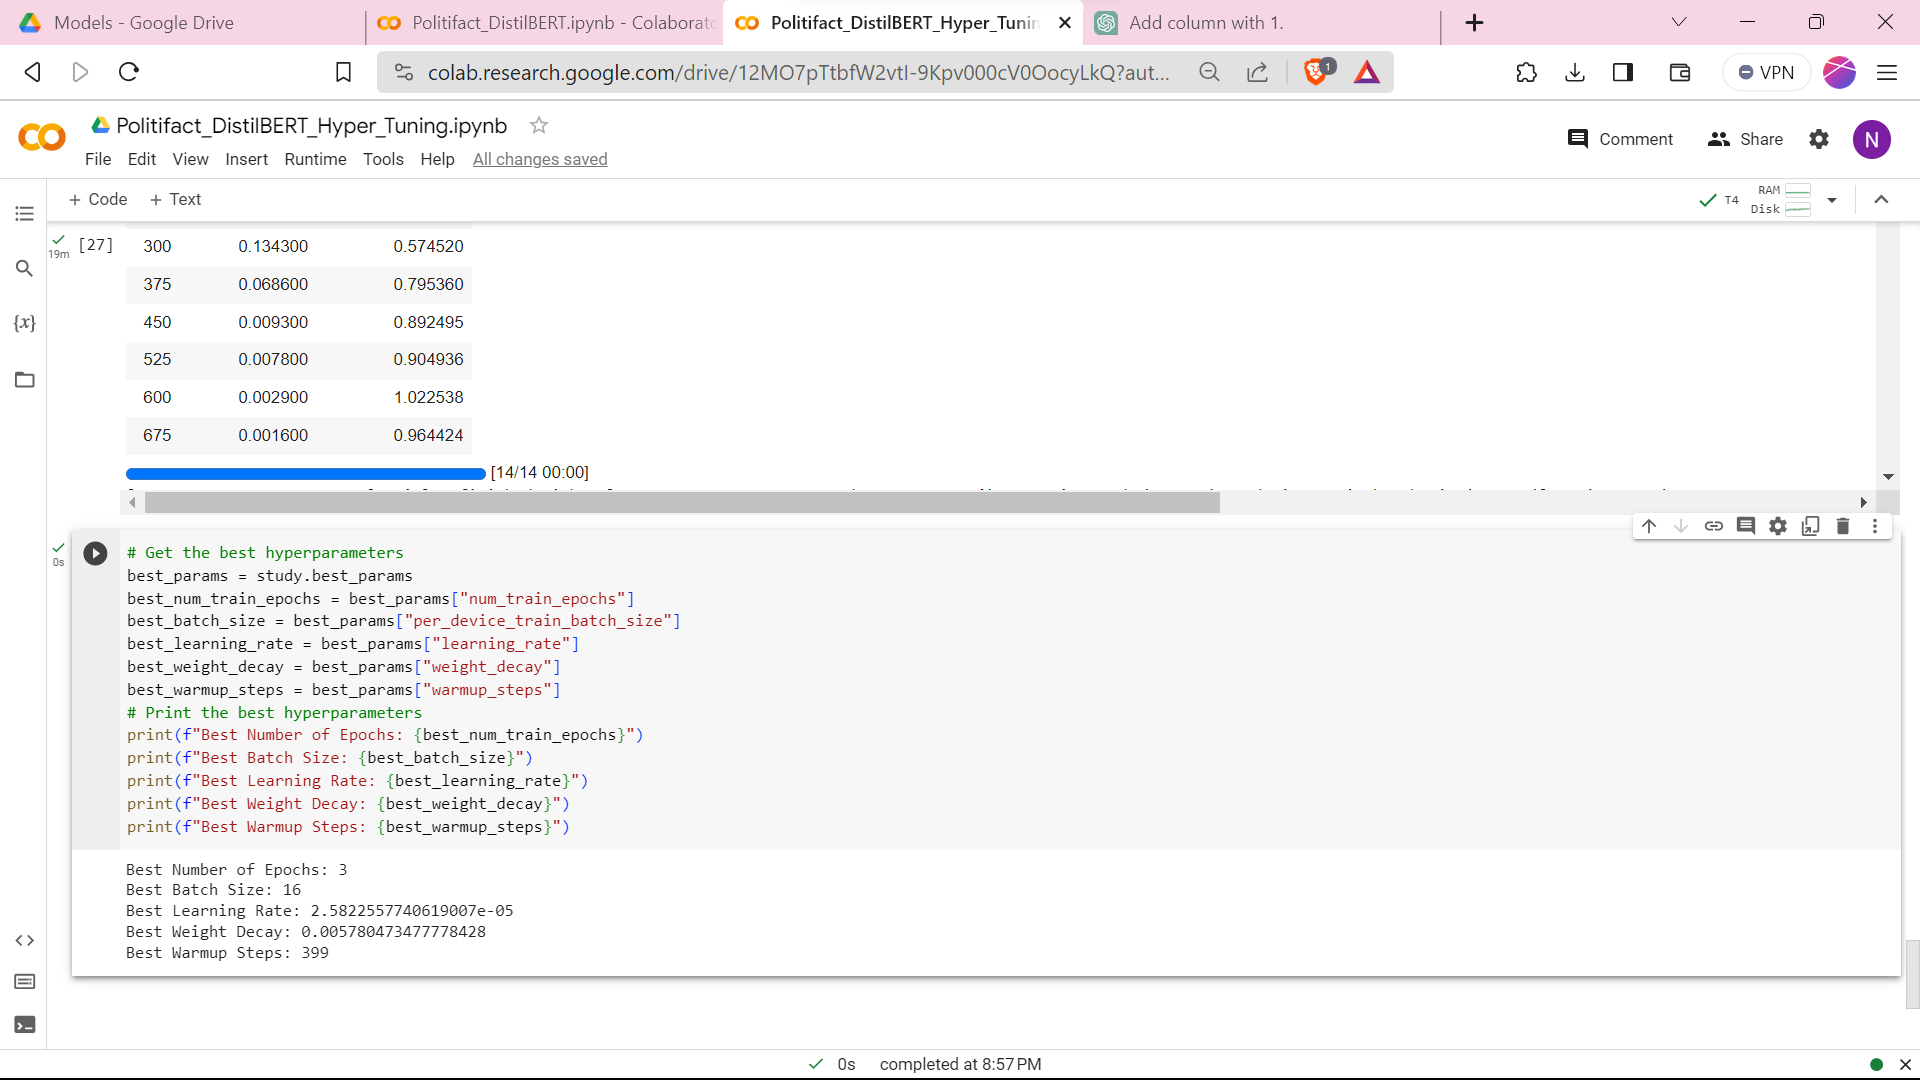 Models - Google Drive
Politifact_DistilBERT.ipynb - Colaborato
Politifact_DistilBERT_Hyper_Tunin
Add column with 1.
colab.research.google.com/drive/12MO7pTtbfW2vtI-9Kpv000cV0OocyLkQ?aut...
1
VPN
Politifact_DistilBERT_Hyper_Tuning.ipynb
Comment
Share
N
File Edit View Insert Runtime Tools Help All changes saved
+ Code + Text
T4
RAM
Disk
[27]
19m
300 0.134300 0.574520
375 0.068600 0.795360
450 0.009300 0.892495
525 0.007800 0.904936
600 0.002900 1.022538
675 0.001600 0.964424
[14/14 00:00]
{x}
0s
# Get the best hyperparameters
best_params = study.best_params
best_num_train_epochs = best_params["num_train_epochs"]
best_batch_size = best_params["per_device_train_batch_size"]
best_learning_rate = best_params["learning_rate"]
best_weight_decay = best_params["weight_decay"]
best_warmup_steps = best_params["warmup_steps"]
# Print the best hyperparameters
print(f"Best Number of Epochs: {best_num_train_epochs}")
print(f"Best Batch Size: {best_batch_size}")
print(f"Best Learning Rate: {best_learning_rate}")
print(f"Best Weight Decay: {best_weight_decay}")
print(f"Best Warmup Steps: {best_warmup_steps}")
Best Number of Epochs: 3
Best Batch Size: 16
Best Learning Rate: 2.5822557740619007e-05
Best Weight Decay: 0.005780473477778428
Best Warmup Steps: 399
0s completed at 8:57 PM